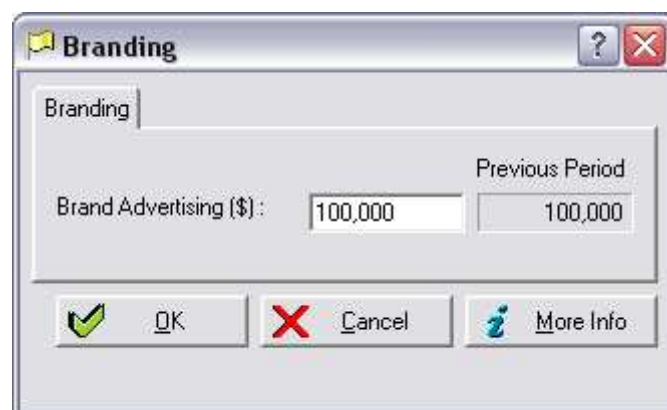 Branding
Branding
Previous Period
Brand Advertising ($) : 100,000 100,000
OK Cancel More Info